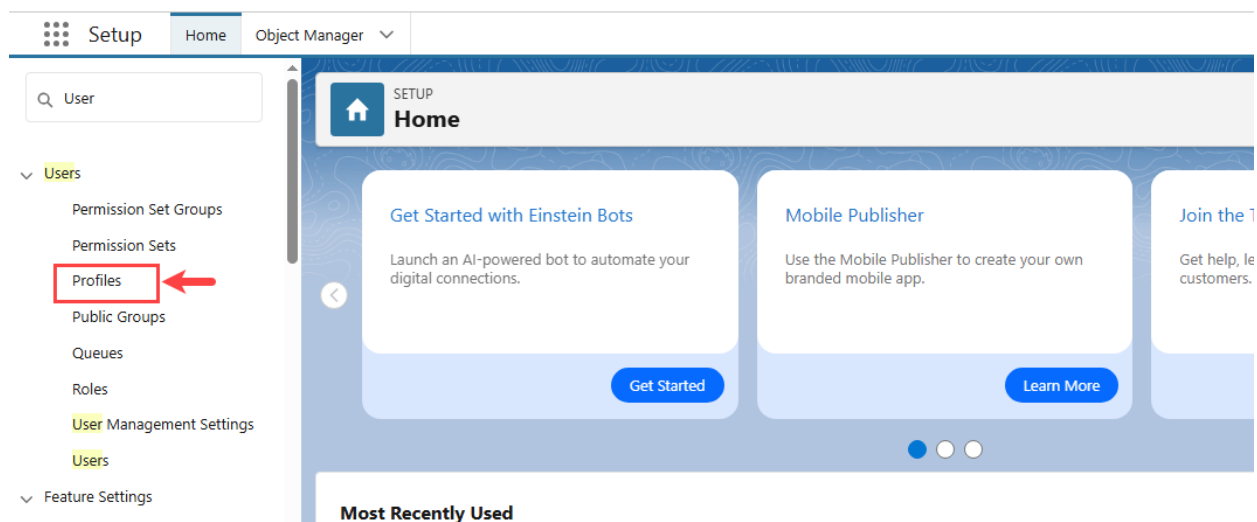 Setup
Home
Object Manager
User
Users
Permission Set Groups
Permission Sets
Profiles
Public Groups
Queues
Roles
User Management Settings
Users
Feature Settings
SETUP
Home
Get Started with Einstein Bots
Launch an AI-powered bot to automate your
digital connections.
Get Started
Mobile Publisher
Use the Mobile Publisher to create your own
branded mobile app.
Learn More
Join the
Get help, le
customers.
Most Recently Used